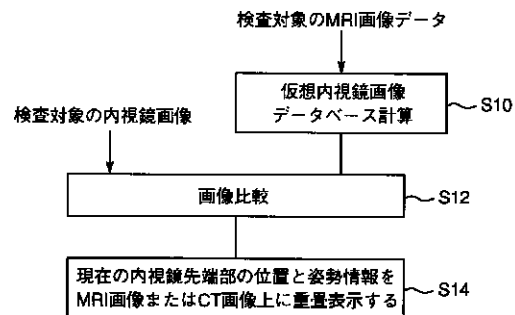 検査対象のMRI画像データ
仮想内視鏡画像
データベース計算
S10
検査対象の内視鏡画像
画像比較
S12
現在の内視鏡先端部の位置と姿勢情報を
MRI画像またはCT画像上に重畳表示する
S14